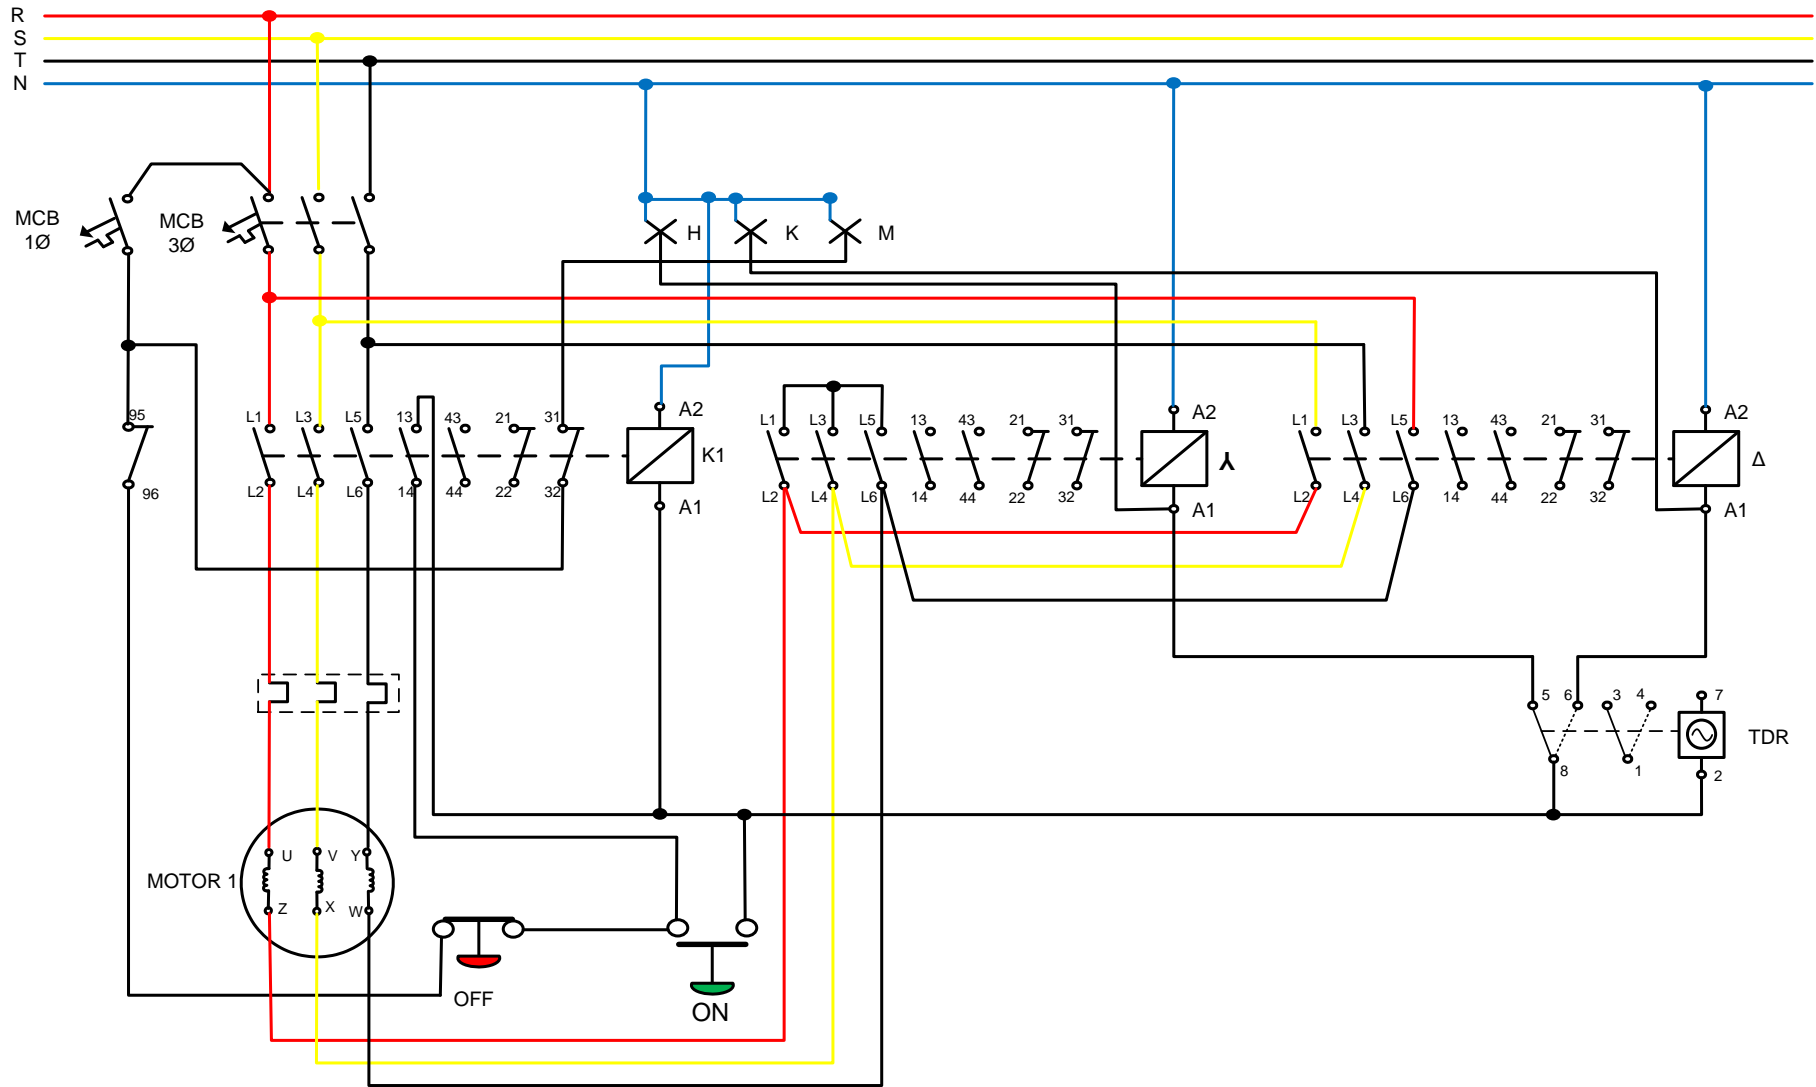 R
S
T
N
MCB
1Ø
MCB
3Ø
H
K
M
95
96
L1 L3 L5 13 43 21 31
L2 L4 L6 14 44 22 32
A2
K1
A1
L1 L3 L5 13 43 21 31
L2 L4 L6 14 44 22 32
A2
Y
A1
L1 L3 L5 13 43 21 31
L2 L4 L6 14 44 22 32
A2
Δ
A1
5 6 3 4 7
TDR
8 1 2
U V Y
MOTOR 1
Z X W
OFF
ON